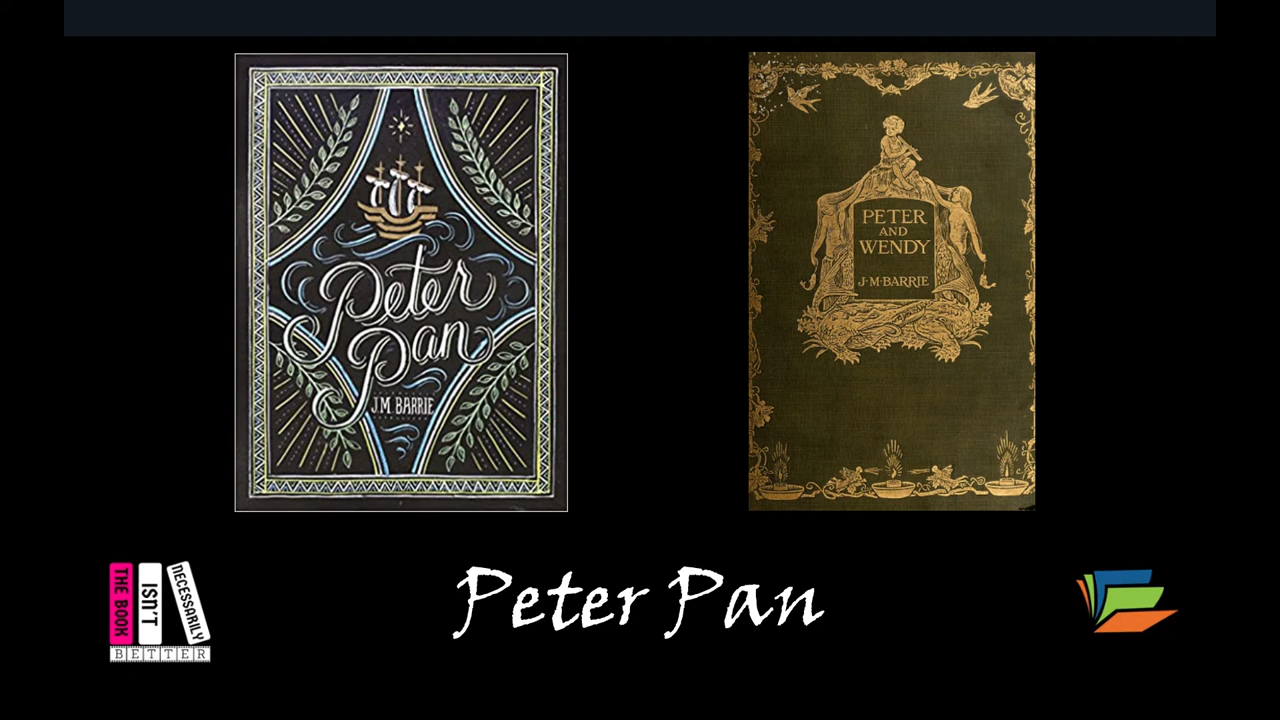 Peter
Pan
J.M. BARRIE
PETER
AND
WENDY
J·M·BARRIE
THE BOOK
ISN'T
NECESSARILY
BETTER
Peter Pan